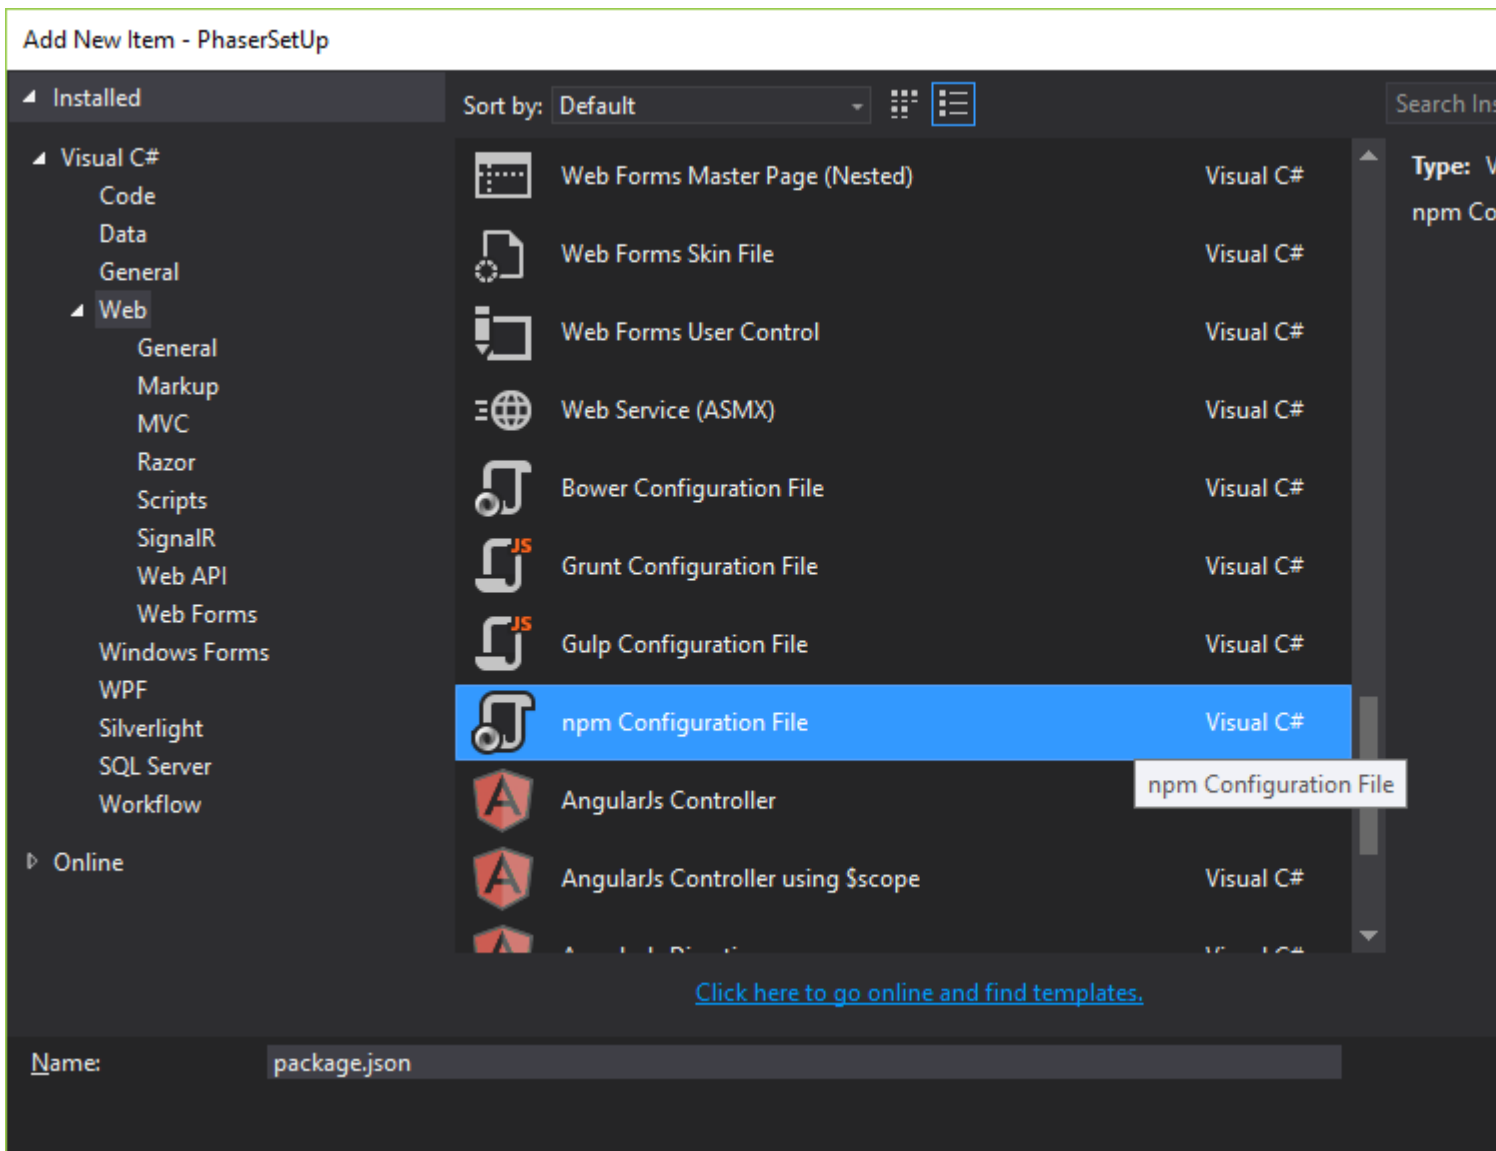 Add New Item - PhaserSetUp
Installed
Visual C#
Code
Data
General
Web
General
Markup
MVC
Razor
Scripts
SignalR
Web API
Web Forms
Windows Forms
WPF
Silverlight
SQL Server
Workflow
Online
Sort by: Default
Web Forms Master Page (Nested) Visual C#
Web Forms Skin File Visual C#
Web Forms User Control Visual C#
Web Service (ASMX) Visual C#
Bower Configuration File Visual C#
JS
Grunt Configuration File Visual C#
JS
Gulp Configuration File Visual C#
npm Configuration File Visual C#
npm Configuration File
AngularJs Controller
AngularJs Controller using $scope Visual C#
Click here to go online and find templates.
Search Ins
Type: V
npm Co
Name: package.json